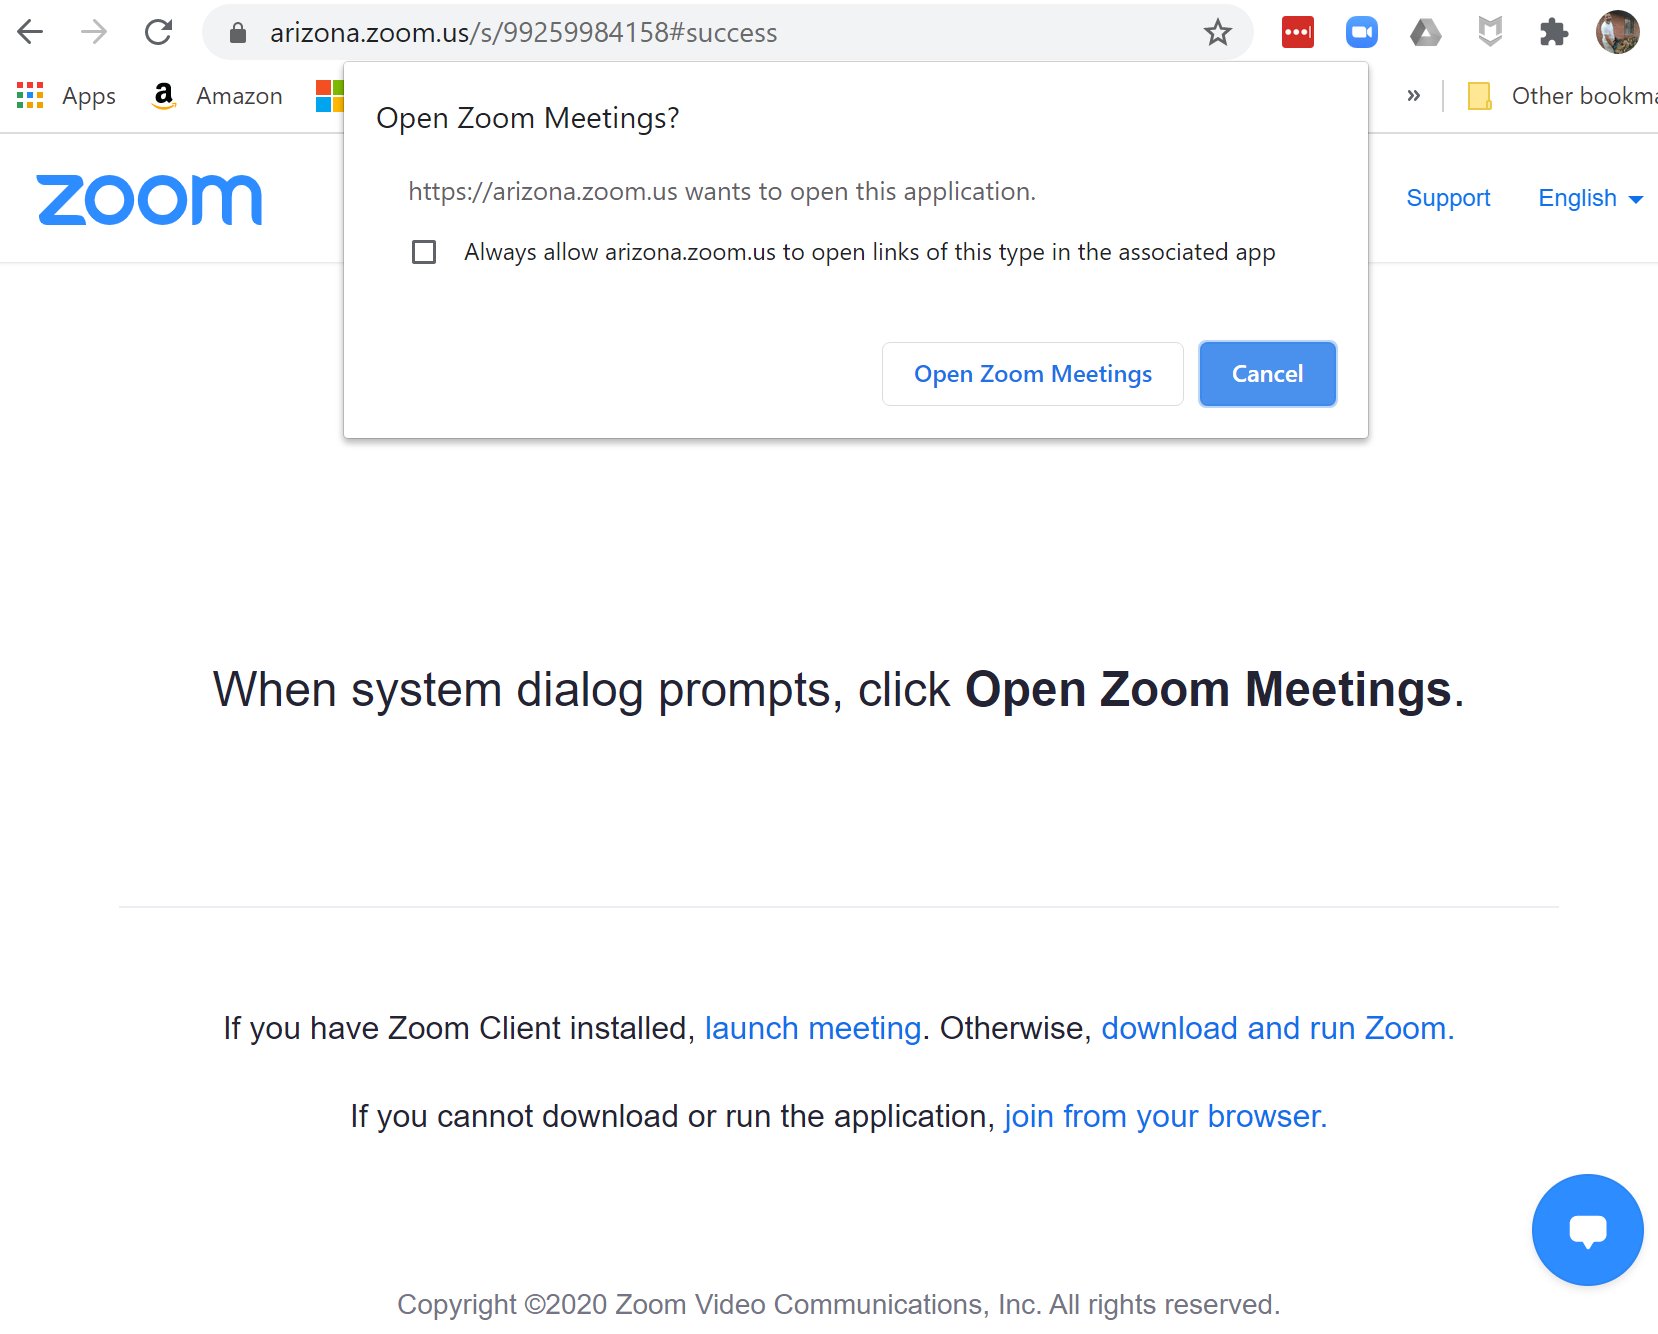 arizona.zoom.us/s/99259984158#success
Apps
Amazon
»
Other bookma
Open Zoom Meetings?
https://arizona.zoom.us wants to open this application.
Always allow arizona.zoom.us to open links of this type in the associated app
Open Zoom Meetings
Cancel
zoom
Support
English
When system dialog prompts, click Open Zoom Meetings.
If you have Zoom Client installed, launch meeting. Otherwise, download and run Zoom.
If you cannot download or run the application, join from your browser.
Copyright ©2020 Zoom Video Communications, Inc. All rights reserved.